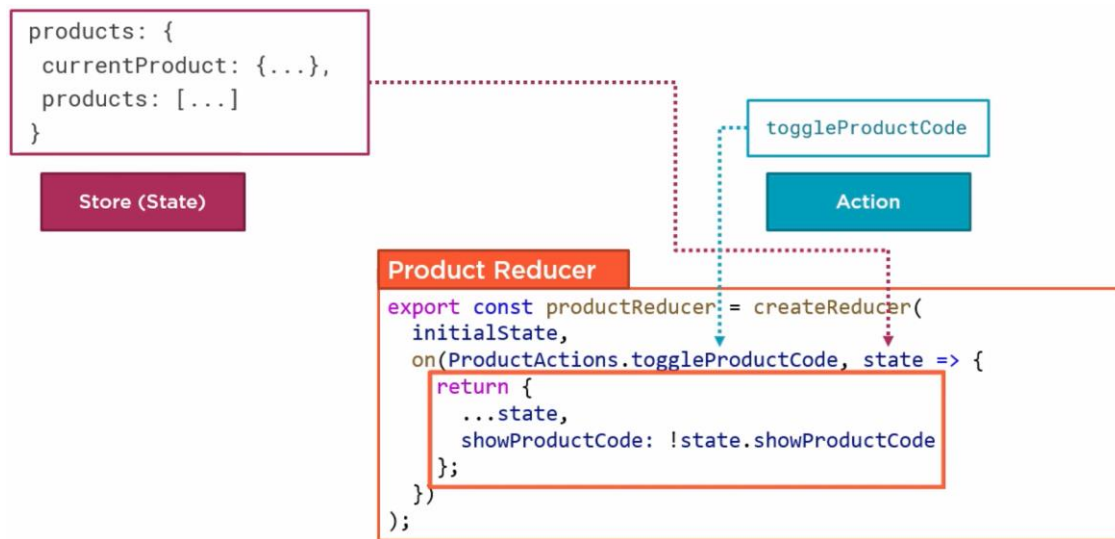 products: {
currentProduct: {...},
products: [...]
}
Store (State)
toggleProductCode
Action
Product Reducer
export const productReducer = createReducer(
initialState,
on(ProductActions.toggleProductCode, state => {
return {
...state,
showProductCode: !state.showProductCode
};
})
);